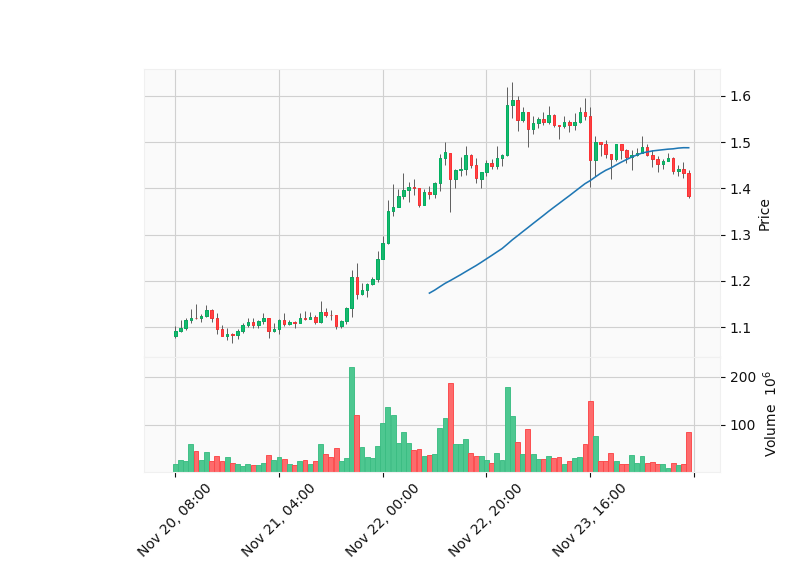 1.6
1.5
1.4
1.3
1.2
1.1
Price
200
100
Volume 10^6
Nov 20, 08:00
Nov 21, 04:00
Nov 22, 00:00
Nov 22, 20:00
Nov 23, 16:00